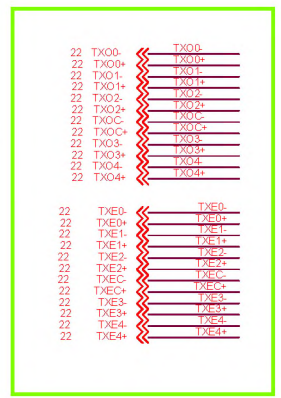 22 TXO0- TXO0-
22 TXO0+ TXO0+
22 TXO1- TXO1-
22 TXO1+ TXO1+
22 TXO2- TXO2-
22 TXO2+ TXO2+
22 TXOC- TXOC-
22 TXOC+ TXOC+
22 TXO3- TXO3-
22 TXO3+ TXO3+
22 TXO4- TXO4-
22 TXO4+ TXO4+
22 TXE0- TXE0-
22 TXE0+ TXE0+
22 TXE1- TXE1-
22 TXE1+ TXE1+
22 TXE2- TXE2-
22 TXE2+ TXE2+
22 TXEC- TXEC-
22 TXEC+ TXEC+
22 TXE3- TXE3-
22 TXE3+ TXE3+
22 TXE4- TXE4-
22 TXE4+ TXE4+